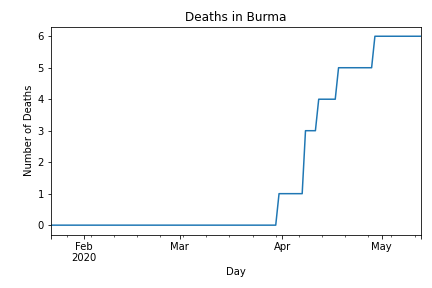 Deaths in Burma
6
5
4
3
2
1
0
Number of Deaths
Feb
2020
Mar
Apr
May
Day